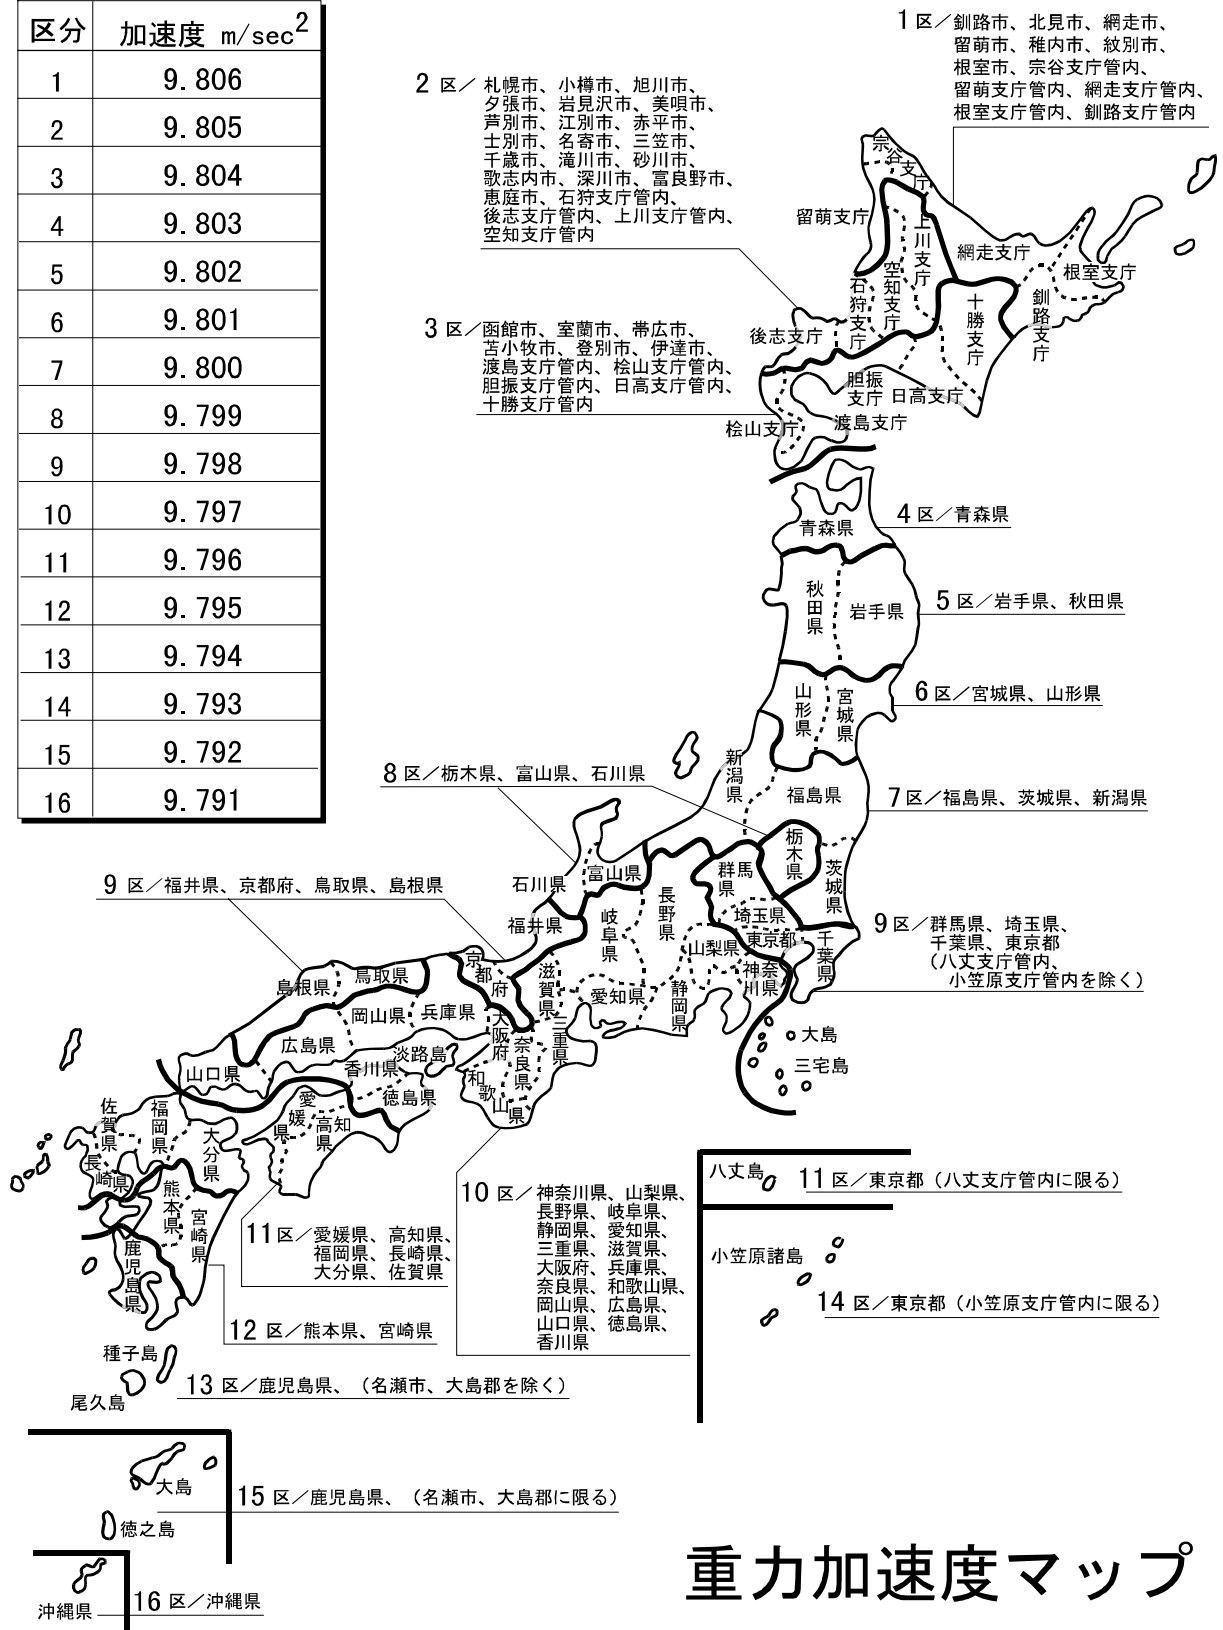 区分 加速度 m/sec2
1 9.806
2 9.805
3 9.804
4 9.803
5 9.802
6 9.801
7 9.800
8 9.799
9 9.798
10 9.797
11 9.796
12 9.795
13 9.794
14 9.793
15 9.792
16 9.791
1 区／釧路市、北見市、網走市、
留萌市、稚内市、紋別市、
根室市、宗谷支庁管内、
留萌支庁管内、網走支庁管内、
根室支庁管内、釧路支庁管内
2 区／札幌市、小樽市、旭川市、
夕張市、岩見沢市、美唄市、
芦別市、江別市、赤平市、
士別市、名寄市、三笠市、
千歳市、滝川市、砂川市、
歌志内市、深川市、富良野市、
恵庭市、石狩支庁管内、
後志支庁管内、上川支庁管内、
空知支庁管内
3 区／函館市、室蘭市、帯広市、
苫小牧市、登別市、伊達市、
渡島支庁管内、桧山支庁管内、
胆振支庁管内、日高支庁管内、
十勝支庁管内
宗谷支庁
留萌支庁
上川支庁
網走支庁
根室支庁
空知支庁
石狩支庁
釧路支庁
十勝支庁
後志支庁
胆振
支庁
日高支庁
渡島支庁
桧山支庁
4 区／青森県
青森県
5 区／岩手県、秋田県
秋田県
岩手県
6 区／宮城県、山形県
山形県
宮城県
新潟県
福島県
7 区／福島県、茨城県、新潟県
8 区／栃木県、富山県、石川県
栃木県
茨城県
群馬
県
富山県
石川県
長野県
埼玉県
9 区／福井県、京都府、鳥取県、島根県
福井県
岐阜県
山梨県
東京都
千葉県
神奈
川県
9 区／群馬県、埼玉県、
千葉県、東京都
（八丈支庁管内、
小笠原支庁管内を除く）
京都府
滋賀県
愛知県
静岡県
鳥取県
島根県
岡山県
兵庫県
大阪府
奈良県
三重県
広島県
山口県
香川県
淡路島
和歌山県
徳島県
愛媛県
高知
県
大島
三宅島
佐賀県
福岡県
大分県
長崎県
熊本県
宮崎県
鹿児島県
10 区／神奈川県、山梨県、
長野県、岐阜県、
静岡県、愛知県、
三重県、滋賀県、
大阪府、兵庫県、
奈良県、和歌山県、
岡山県、広島県、
山口県、徳島県、
香川県
11 区／愛媛県、高知県、
福岡県、長崎県、
大分県、佐賀県
八丈島
11 区／東京都（八丈支庁管内に限る）
小笠原諸島
14 区／東京都（小笠原支庁管内に限る）
12 区／熊本県、宮崎県
種子島
尾久島
13 区／鹿児島県、（名瀬市、大島郡を除く）
大島
15 区／鹿児島県、（名瀬市、大島郡に限る）
徳之島
沖縄県
16 区／沖縄県
重力加速度マップ